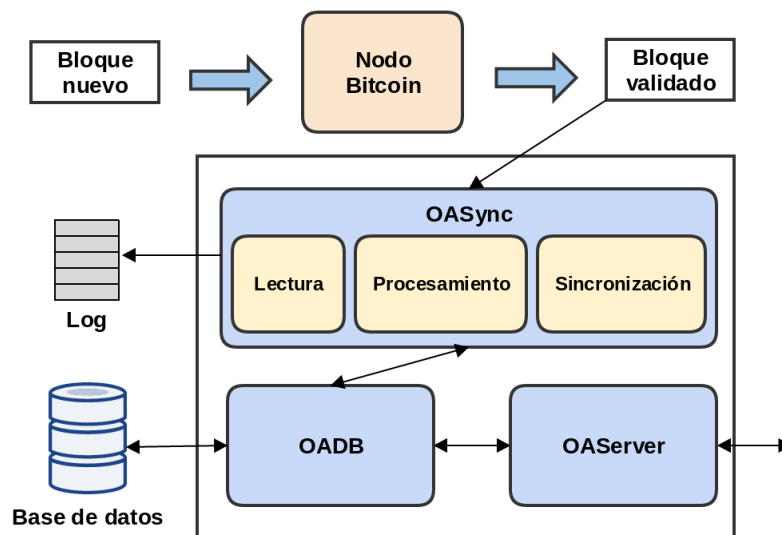 Bloque
nuevo
Nodo
Bitcoin
Bloque
validado
OASync
Lectura
Procesamiento
Sincronización
Log
OADB
OAServer
Base de datos